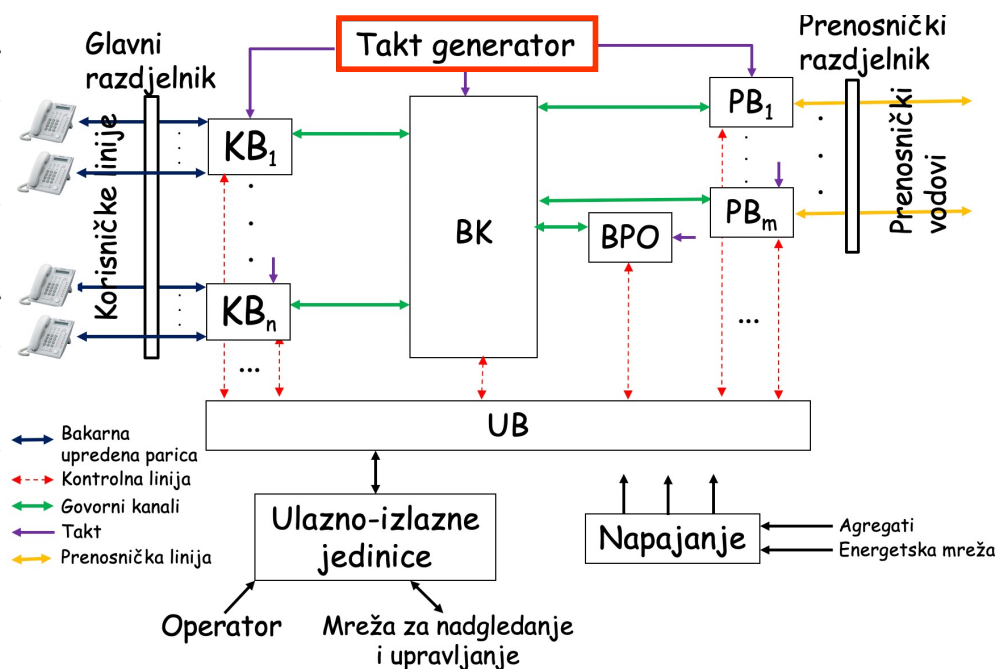 Glavni
razdjelnik
Takt generator
Prenosnički
razdjelnik
Korisničke linije
KB1
KBn
...
BK
BPO
PB1
PBm
...
Prenosnički
vodovi
UB
Bakarna
upredena parica
Kontrolna linija
Govorni kanali
Takt
Prenosnička linija
Ulazno-izlazne
jedinice
Operator
Mreža za nadgledanje
i upravljanje
Napajanje
Agregati
Energetska mreža